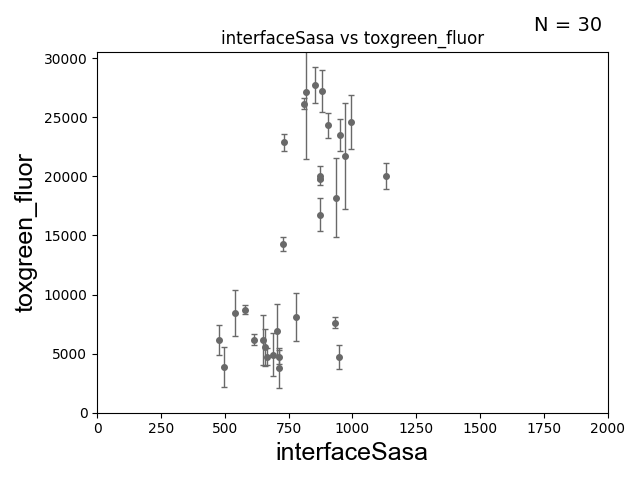 N = 30
interfaceSasa vs toxgreen_fluor
30000
25000
20000
15000
10000
5000
0
toxgreen_fluor
0 250 500 750 1000 1250 1500 1750 2000
interfaceSasa